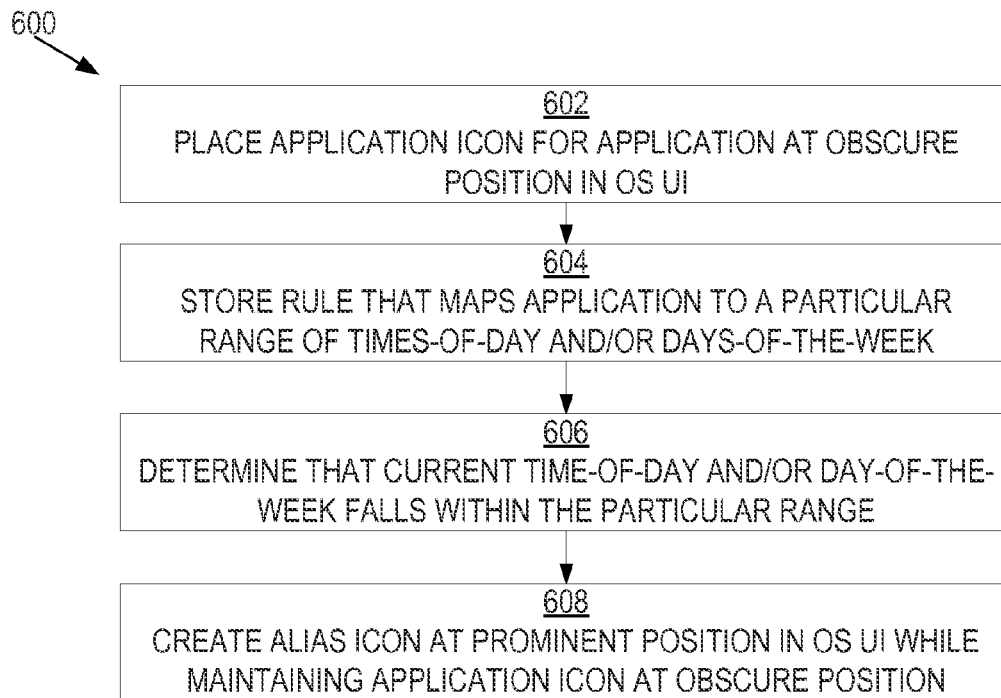 600
602
PLACE APPLICATION ICON FOR APPLICATION AT OBSCURE
POSITION IN OS UI
604
STORE RULE THAT MAPS APPLICATION TO A PARTICULAR
RANGE OF TIMES-OF-DAY AND/OR DAYS-OF-THE-WEEK
606
DETERMINE THAT CURRENT TIME-OF-DAY AND/OR DAY-OF-THE-
WEEK FALLS WITHIN THE PARTICULAR RANGE
608
CREATE ALIAS ICON AT PROMINENT POSITION IN OS UI WHILE
MAINTAINING APPLICATION ICON AT OBSCURE POSITION